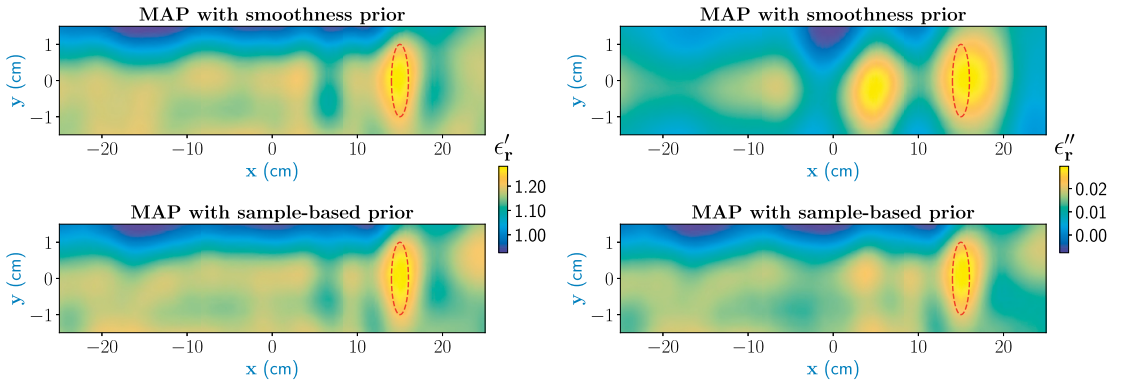 MAP with smoothness prior
1
0
−1
y (cm)
−20 −10 0 10 20
x (cm)
MAP with smoothness prior
1
0
−1
y (cm)
−20 −10 0 10 20
x (cm)
ϵ′r
1.20
1.10
1.00
ϵ″r
0.02
0.01
0.00
MAP with sample-based prior
1
0
−1
y (cm)
−20 −10 0 10 20
x (cm)
MAP with sample-based prior
1
0
−1
y (cm)
−20 −10 0 10 20
x (cm)